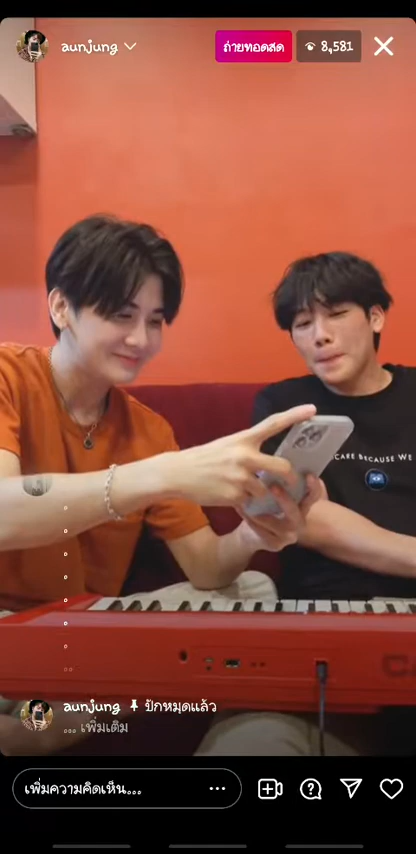 aunjung
ถ่ายทอดสด
8,581
CARE BECAUSE WE
aunjung ปักหมุดแล้ว
... เพิ่มเติม
เพิ่มความคิดเห็น...